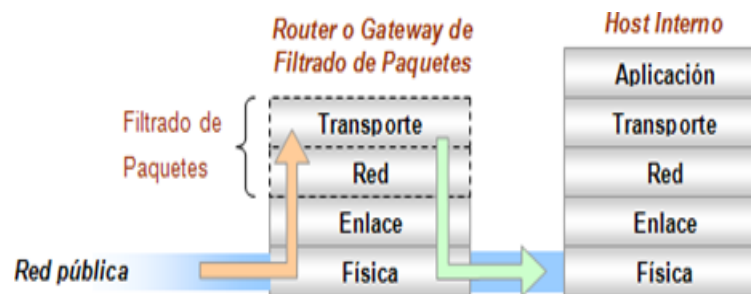 Router o Gateway de
Filtrado de Paquetes
Host Interno
Aplicación
Filtrado de
Paquetes
Transporte
Transporte
Red
Red
Enlace
Enlace
Red pública
Física
Física